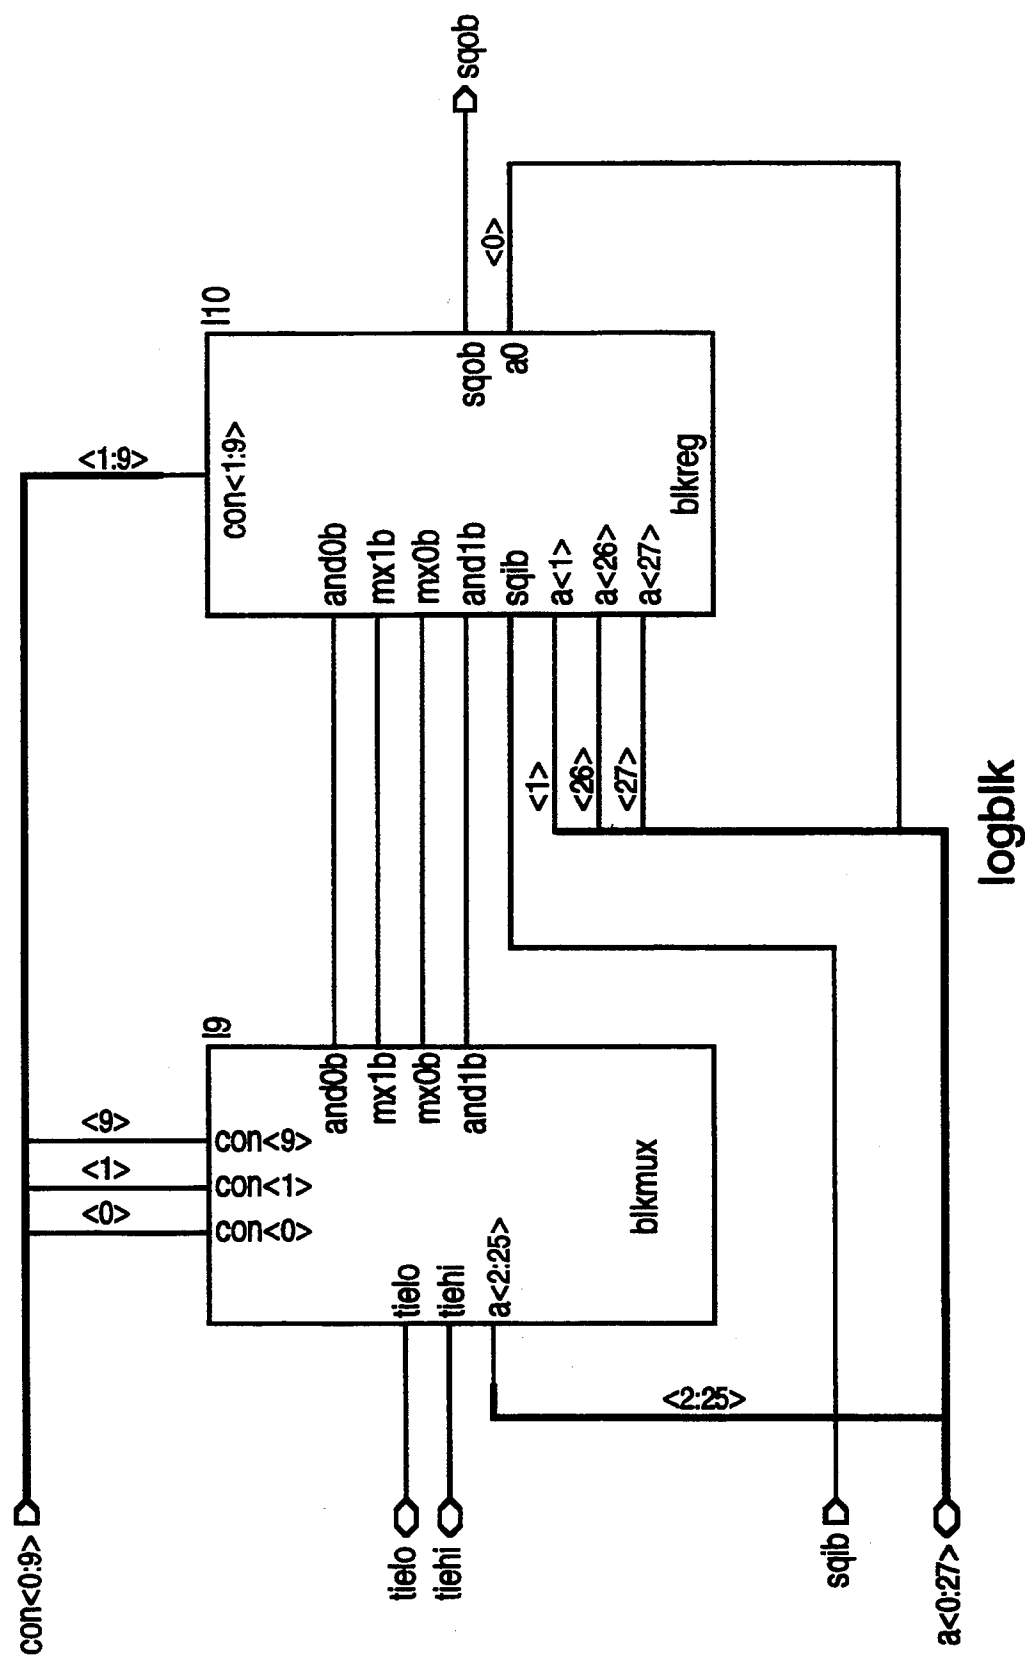 con<0:9>
<0>
<1>
<9>
<1:9>
I9
I10
con<0>
con<1>
con<9>
con<1:9>
and0b
mx1b
mx0b
and1b
and0b
mx1b
mx0b
and1b
sqib
a<1>
a<26>
a<27>
sqob
a0
sqob
<0>
tielo
tiehi
tielo
tiehi
a<2:25>
blkmux
blkreg
<1>
<26>
<27>
<2:25>
sqib
a<0:27>
logblk